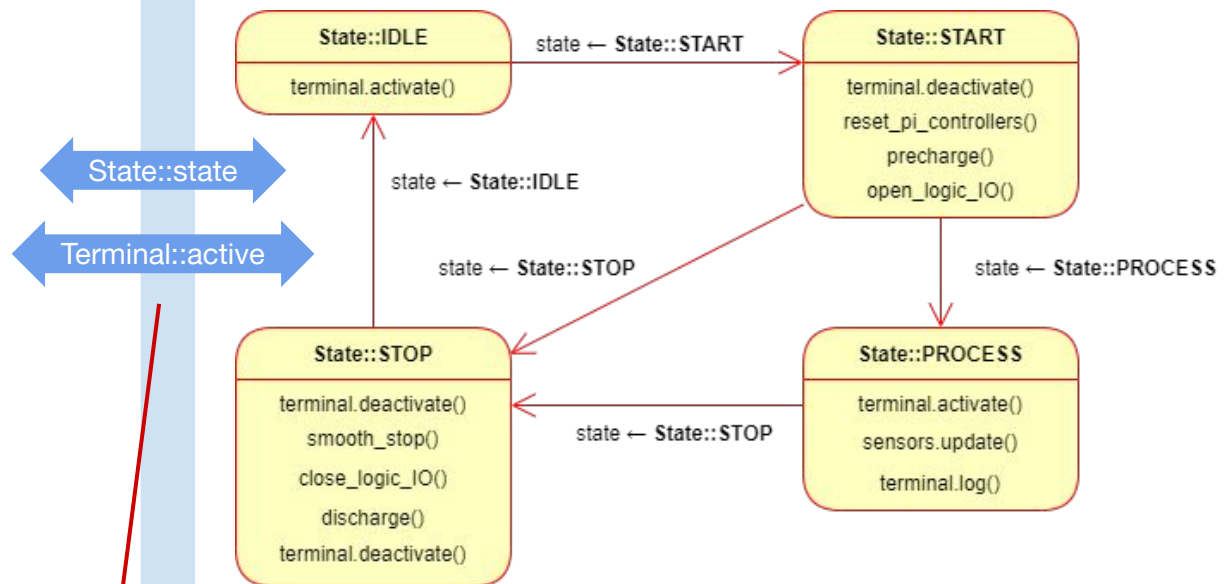 State::IDLE
terminal.activate()
state ← State::START
State::START
terminal.deactivate()
reset_pi_controllers()
precharge()
open_logic_IO()
State::state
Terminal::active
state ← State::IDLE
state ← State::STOP
state ← State::PROCESS
State::STOP
terminal.deactivate()
smooth_stop()
close_logic_IO()
discharge()
terminal.deactivate()
state ← State::STOP
State::PROCESS
terminal.activate()
sensors.update()
terminal.log()